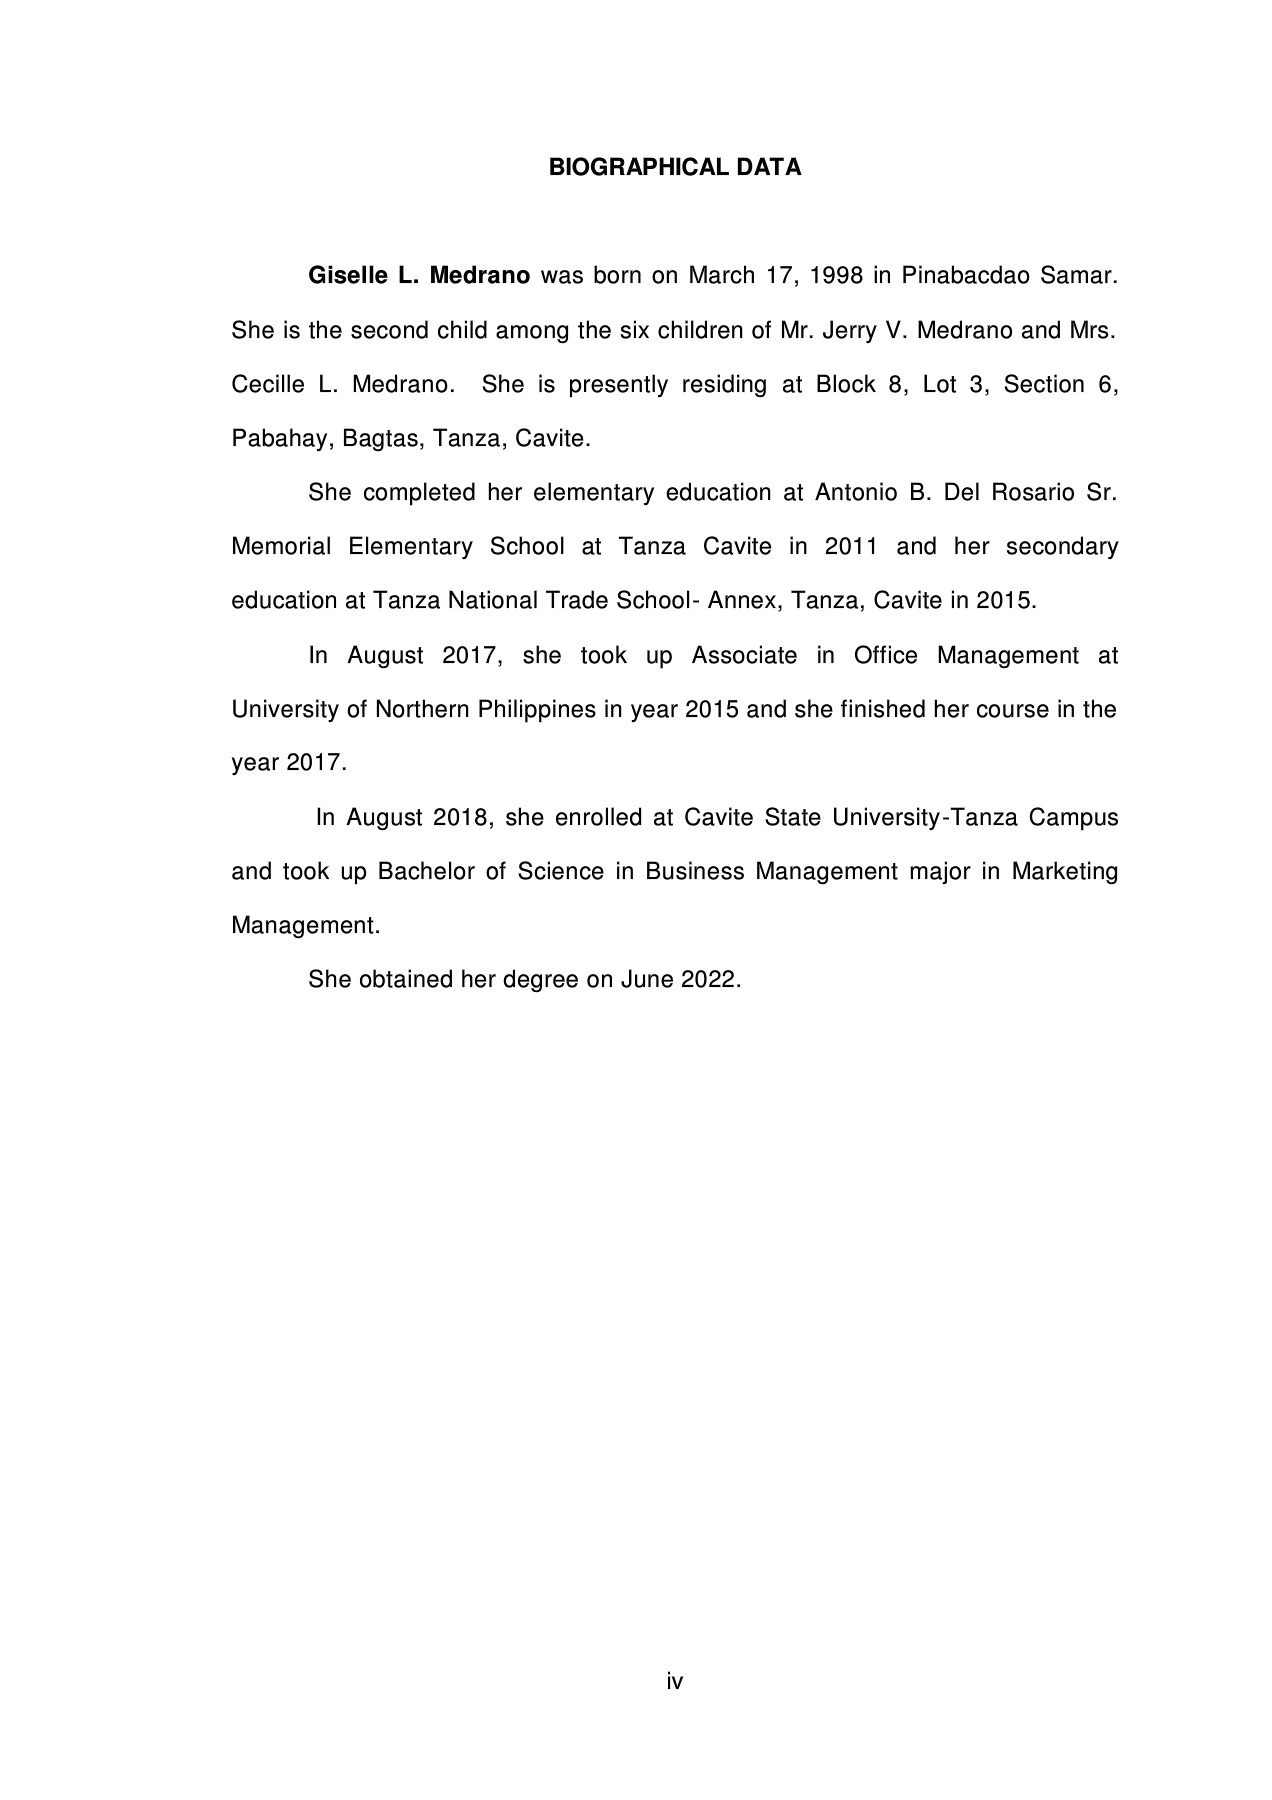 BIOGRAPHICAL DATA
Giselle L. Medrano was born on March 17, 1998 in Pinabacdao Samar.
She is the second child among the six children of Mr. Jerry V. Medrano and Mrs.
Cecille L. Medrano. She is presently residing at Block 8, Lot 3, Section 6,
Pabahay, Bagtas, Tanza, Cavite.
She completed her elementary education at Antonio B. Del Rosario Sr.
Memorial Elementary School at Tanza Cavite in 2011 and her secondary
education at Tanza National Trade School- Annex, Tanza, Cavite in 2015.
In August 2017, she took up Associate in Office Management at
University of Northern Philippines in year 2015 and she finished her course in the
year 2017.
In August 2018, she enrolled at Cavite State University-Tanza Campus
and took up Bachelor of Science in Business Management major in Marketing
Management.
She obtained her degree on June 2022.
iv